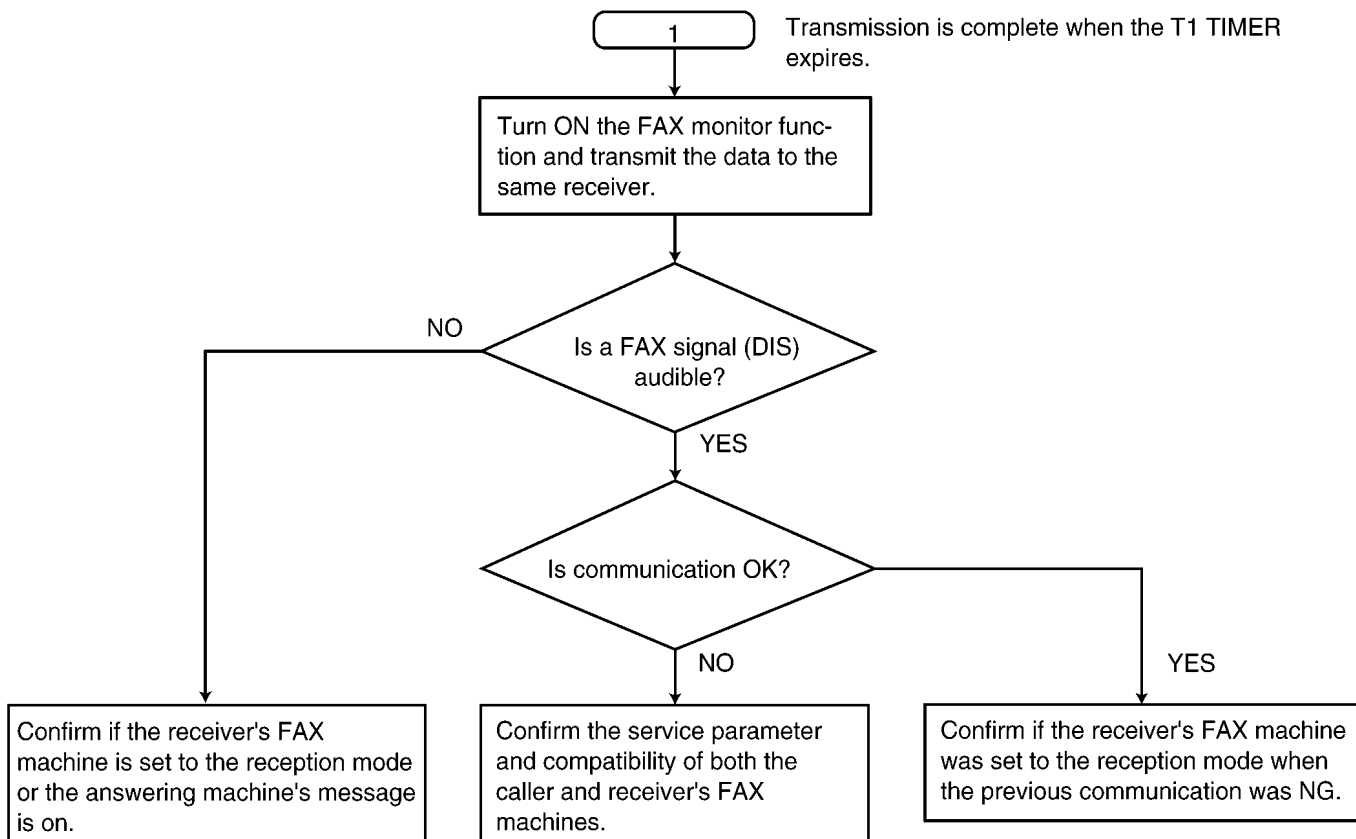 1
Transmission is complete when the T1 TIMER
expires.
Turn ON the FAX monitor func-
tion and transmit the data to the
same receiver.
NO
Is a FAX signal (DIS)
audible?
YES
Is communication OK?
NO
YES
Confirm if the receiver's FAX
machine is set to the reception mode
or the answering machine's message
is on.
Confirm the service parameter
and compatibility of both the
caller and receiver's FAX
machines.
Confirm if the receiver's FAX machine
was set to the reception mode when
the previous communication was NG.